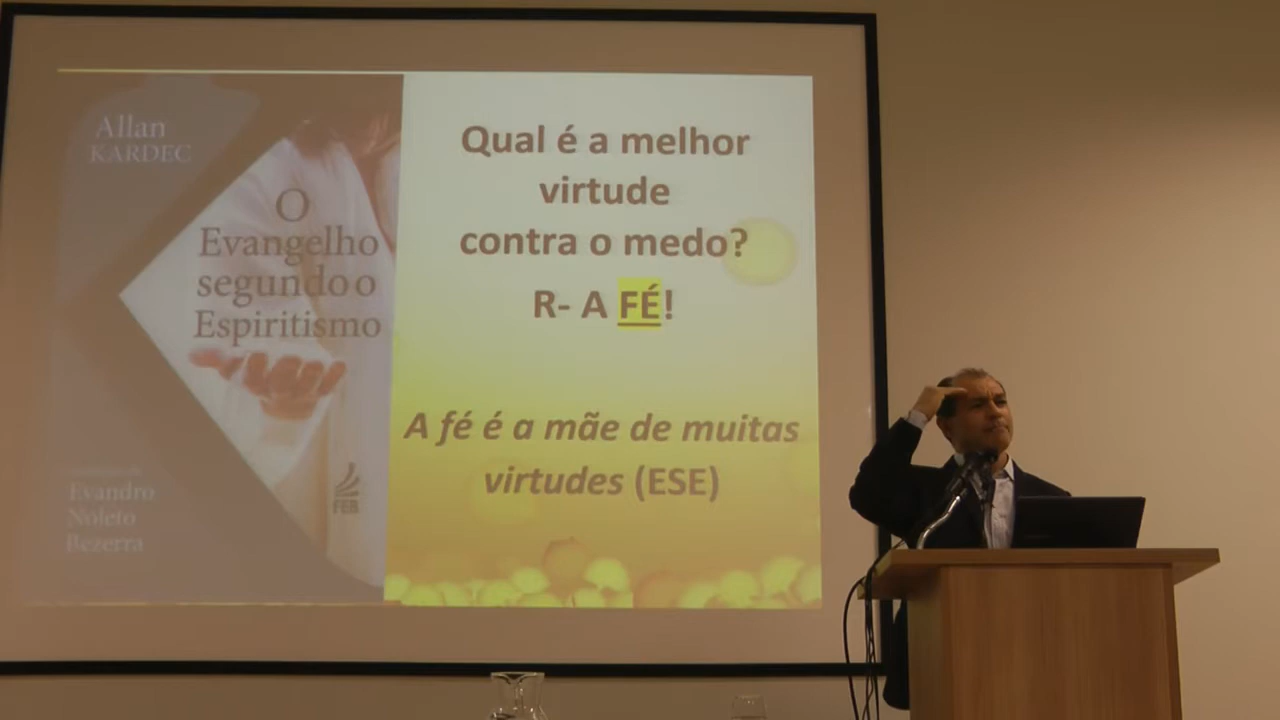 Allan
KARDEC
O
Evangelho
segundo o
Espiritismo
Evandro
Noleto
Bezerra
FEB
Qual é a melhor
virtude
contra o medo?
R- A FÉ!
A fé é a mãe de muitas
virtudes (ESE)